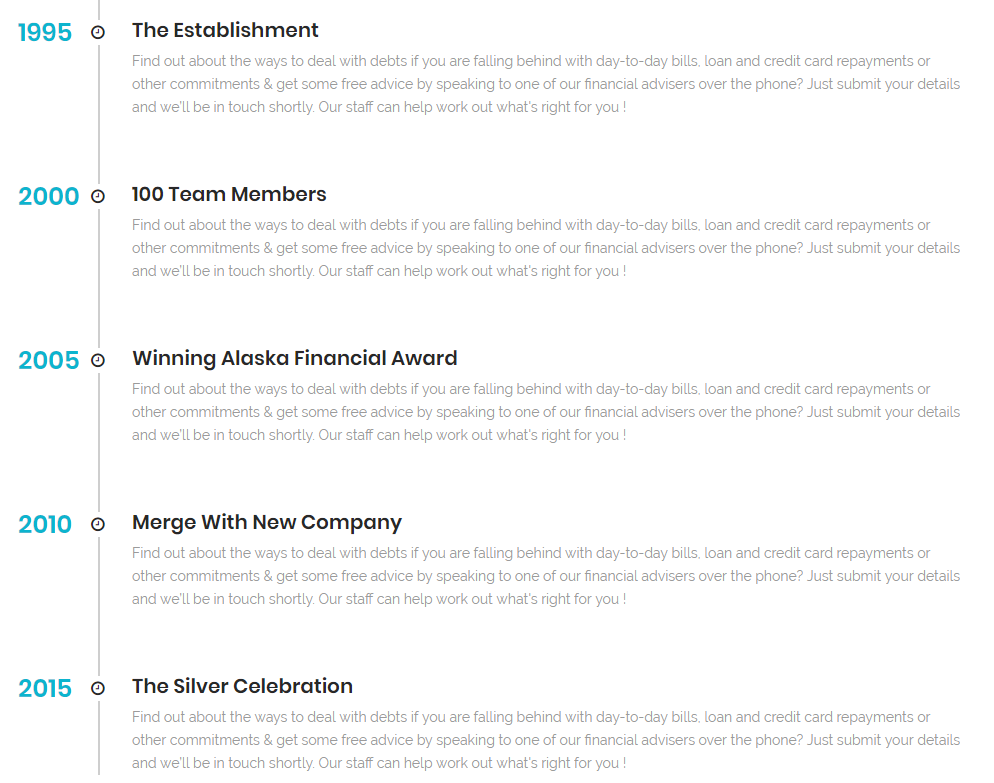 1995
The Establishment
Find out about the ways to deal with debts if you are falling behind with day-to-day bills, loan and credit card repayments or
other commitments & get some free advice by speaking to one of our financial advisers over the phone? Just submit your details
and we'll be in touch shortly. Our staff can help work out what's right for you !
2000
100 Team Members
Find out about the ways to deal with debts if you are falling behind with day-to-day bills, loan and credit card repayments or
other commitments & get some free advice by speaking to one of our financial advisers over the phone? Just submit your details
and we'll be in touch shortly. Our staff can help work out what's right for you !
2005
Winning Alaska Financial Award
Find out about the ways to deal with debts if you are falling behind with day-to-day bills, loan and credit card repayments or
other commitments & get some free advice by speaking to one of our financial advisers over the phone? Just submit your details
and we'll be in touch shortly. Our staff can help work out what's right for you !
2010
Merge With New Company
Find out about the ways to deal with debts if you are falling behind with day-to-day bills, loan and credit card repayments or
other commitments & get some free advice by speaking to one of our financial advisers over the phone? Just submit your details
and we'll be in touch shortly. Our staff can help work out what's right for you !
2015
The Silver Celebration
Find out about the ways to deal with debts if you are falling behind with day-to-day bills, loan and credit card repayments or
other commitments & get some free advice by speaking to one of our financial advisers over the phone? Just submit your details
and we'll be in touch shortly. Our staff can help work out what's right for you !